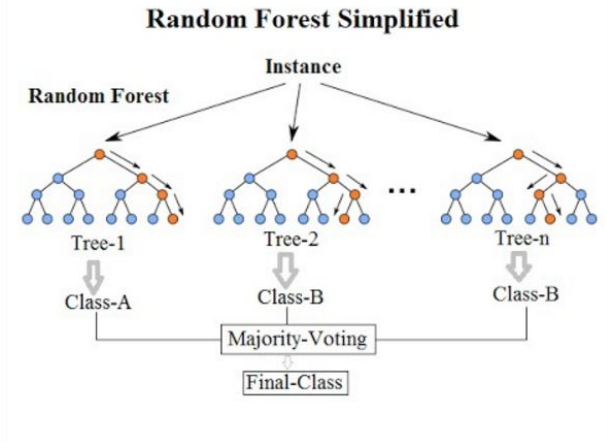 Random Forest Simplified
Instance
Random Forest
...
Tree-1
Tree-2
Tree-n
Class-A
Class-B
Class-B
Majority-Voting
Final-Class